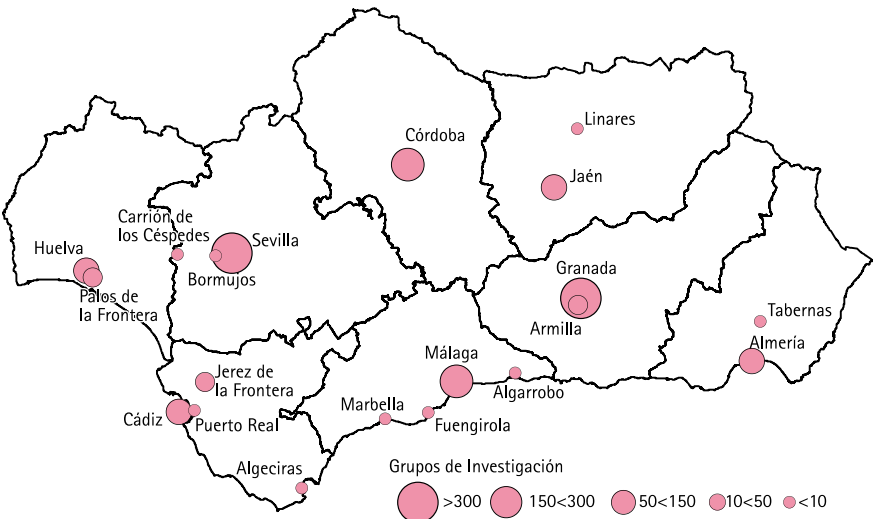 Linares
Córdoba
Jaén
Carrión de
los Céspedes
Sevilla
Huelva
Bormujos
Granada
Palos de
la Frontera
Tabernas
Armilla
Almería
Málaga
Jerez de
la Frontera
Algarrobo
Marbella
Cádiz
Puerto Real
Fuengirola
Algeciras
Grupos de Investigación
>300 150<300 50<150 10<50 <10